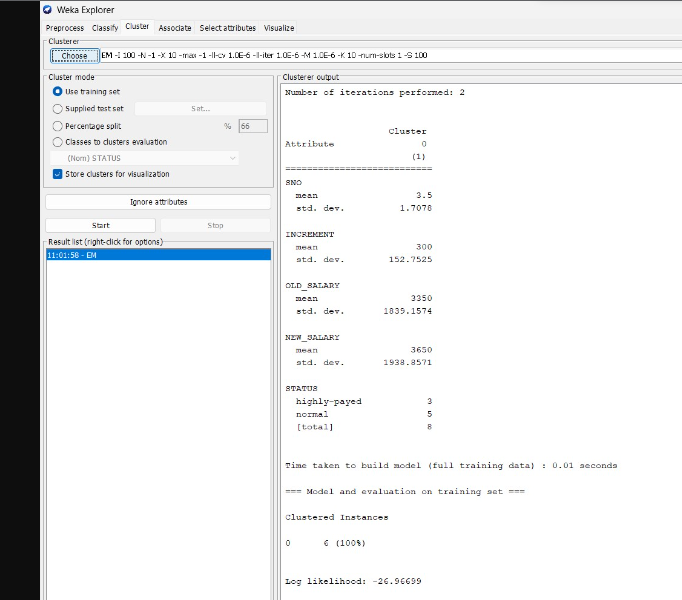 Weka Explorer
Preprocess Classify Cluster Associate Select attributes Visualize
Clusterer
Choose EM -I 100 -N -1 -X 10 -max -1 -ll-cv 1.0E-6 -ll-iter 1.0E-6 -M 1.0E-6 -K 10 -num-slots 1 -S 100
Cluster mode
Use training set
Supplied test set Set...
Percentage split % 66
Classes to clusters evaluation
(Nom) STATUS
Store clusters for visualization
Ignore attributes
Start Stop
Result list (right-click for options)
11:01:58 - EM
Clusterer output
Number of iterations performed: 2
Cluster
Attribute 0
(1)
===========================
SNO
mean 3.5
std. dev. 1.7078
INCREMENT
mean 300
std. dev. 152.7525
OLD_SALARY
mean 3350
std. dev. 1839.1574
NEW_SALARY
mean 3650
std. dev. 1938.8571
STATUS
highly-payed 3
normal 5
[total] 8
Time taken to build model (full training data) : 0.01 seconds
=== Model and evaluation on training set ===
Clustered Instances
0 6 (100%)
Log likelihood: -26.96699